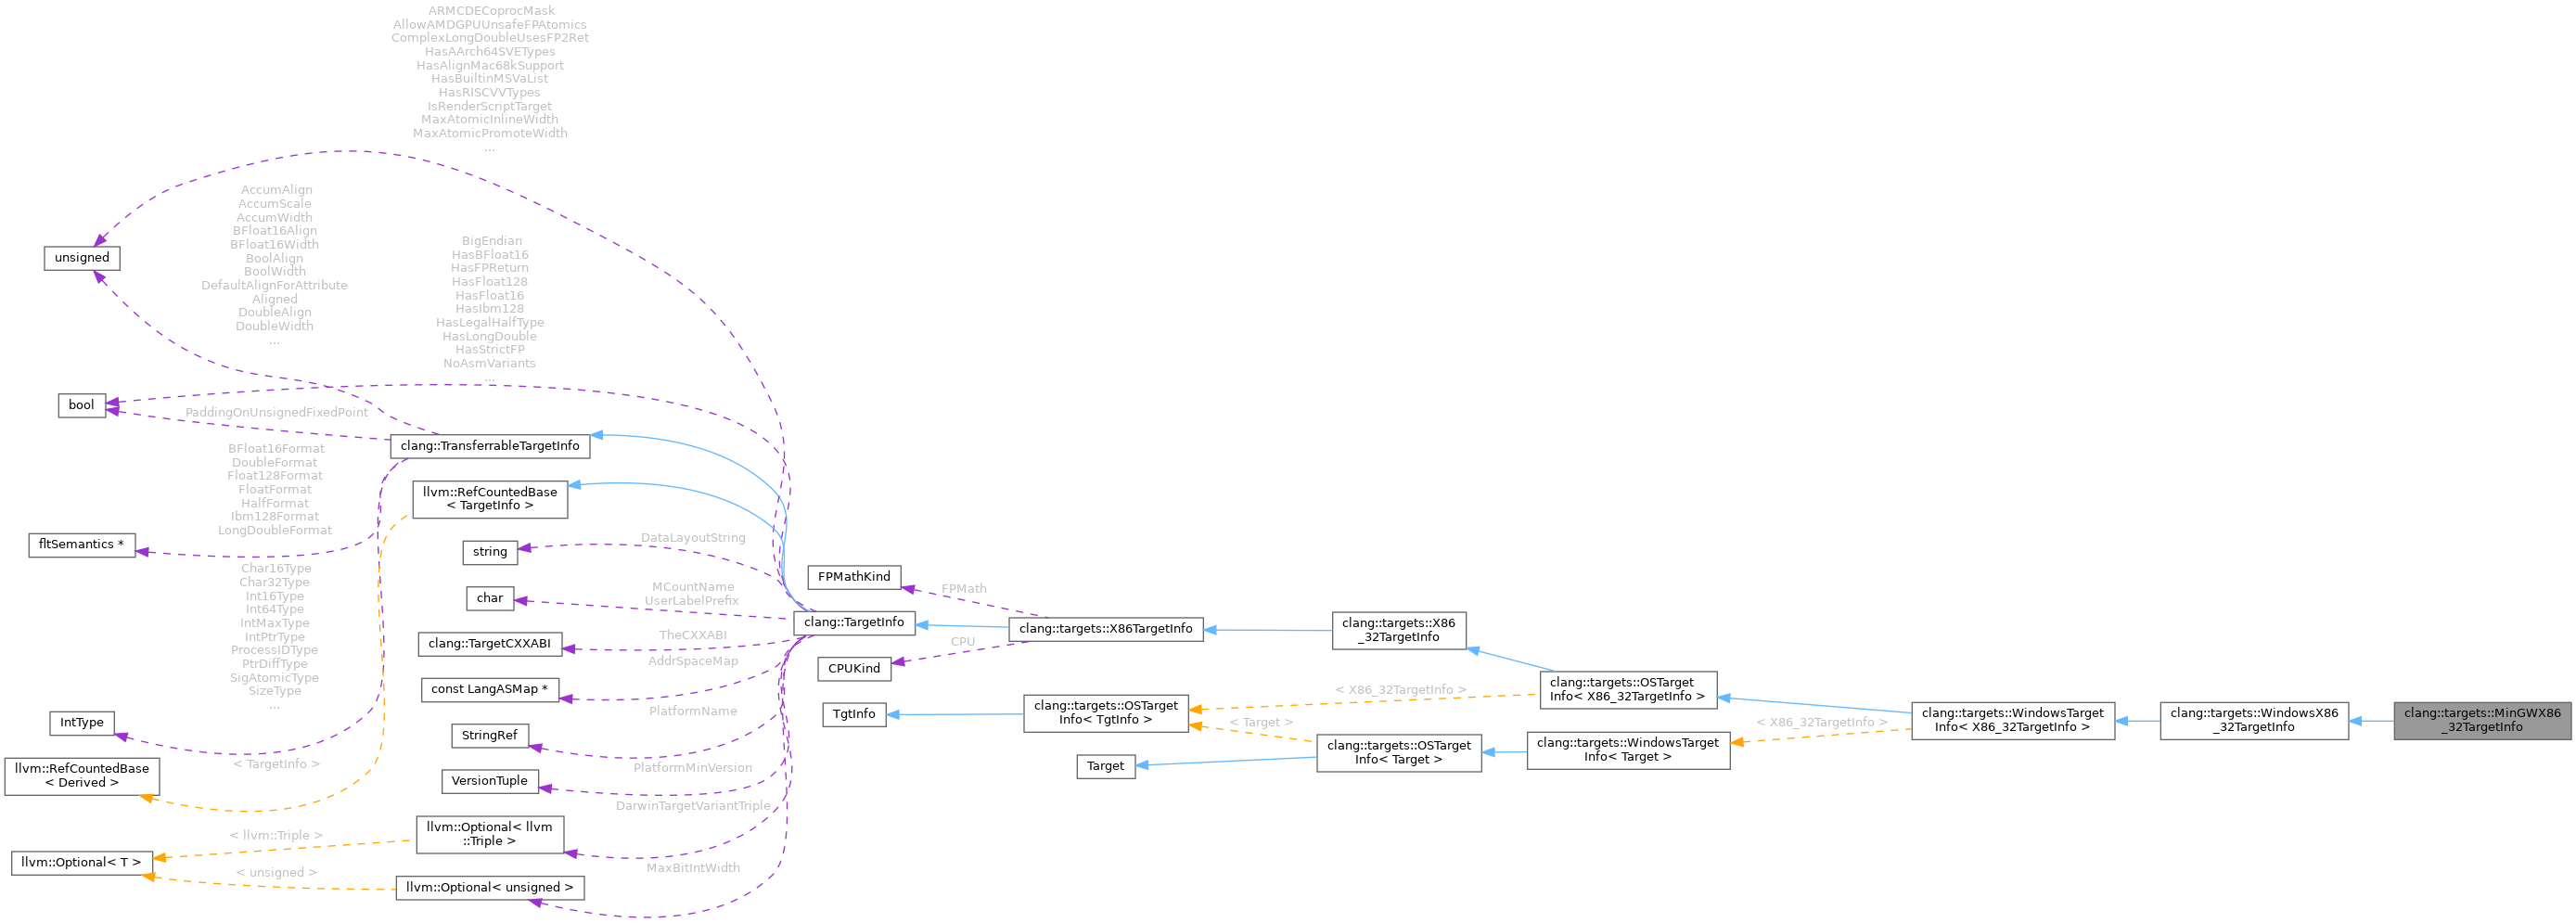 ARMCDECoprocMask
AllowAMDGPUUnsafeFPAtomics
ComplexLongDoubleUsesFP2Ret
HasAArch64SVETypes
HasAlignMac68kSupport
HasBuiltinMSVaList
HasRISCVVTypes
IsRenderScriptTarget
MaxAtomicInlineWidth
MaxAtomicPromoteWidth
...
AccumAlign
AccumScale
AccumWidth
BFloat16Align
BFloat16Width
BoolAlign
BoolWidth
DefaultAlignForAttribute
Aligned
DoubleAlign
DoubleWidth
...
BigEndian
HasBFloat16
HasFPReturn
HasFloat128
HasFloat16
HasIbm128
HasLegalHalfType
HasLongDouble
HasStrictFP
NoAsmVariants
...
unsigned
bool
PaddingOnUnsignedFixedPoint
clang::TransferrableTargetInfo
BFloat16Format
DoubleFormat
Float128Format
FloatFormat
HalfFormat
Ibm128Format
LongDoubleFormat
llvm::RefCountedBase
< TargetInfo >
fltSemantics *
string
DataLayoutString
Char16Type
Char32Type
Int16Type
Int64Type
IntMaxType
IntPtrType
ProcessIDType
PtrDiffType
SigAtomicType
SizeType
...
char
MCountName
UserLabelPrefix
clang::TargetCXXABI
TheCXXABI
const LangASMap *
AddrSpaceMap
StringRef
PlatformName
VersionTuple
PlatformMinVersion
IntType
< TargetInfo >
llvm::RefCountedBase
< Derived >
DarwinTargetVariantTriple
llvm::Optional< llvm
::Triple >
< llvm::Triple >
llvm::Optional< T >
< unsigned >
llvm::Optional< unsigned >
MaxBitIntWidth
clang::TargetInfo
FPMathKind
FPMath
CPUKind
CPU
clang::targets::X86TargetInfo
TgtInfo
clang::targets::OSTarget
Info< TgtInfo >
Target
< X86_32TargetInfo >
< Target >
clang::targets::X86
_32TargetInfo
clang::targets::OSTarget
Info< Target >
clang::targets::OSTarget
Info< X86_32TargetInfo >
clang::targets::WindowsTarget
Info< Target >
< X86_32TargetInfo >
clang::targets::WindowsTarget
Info< X86_32TargetInfo >
clang::targets::WindowsX86
_32TargetInfo
clang::targets::MinGWX86
_32TargetInfo